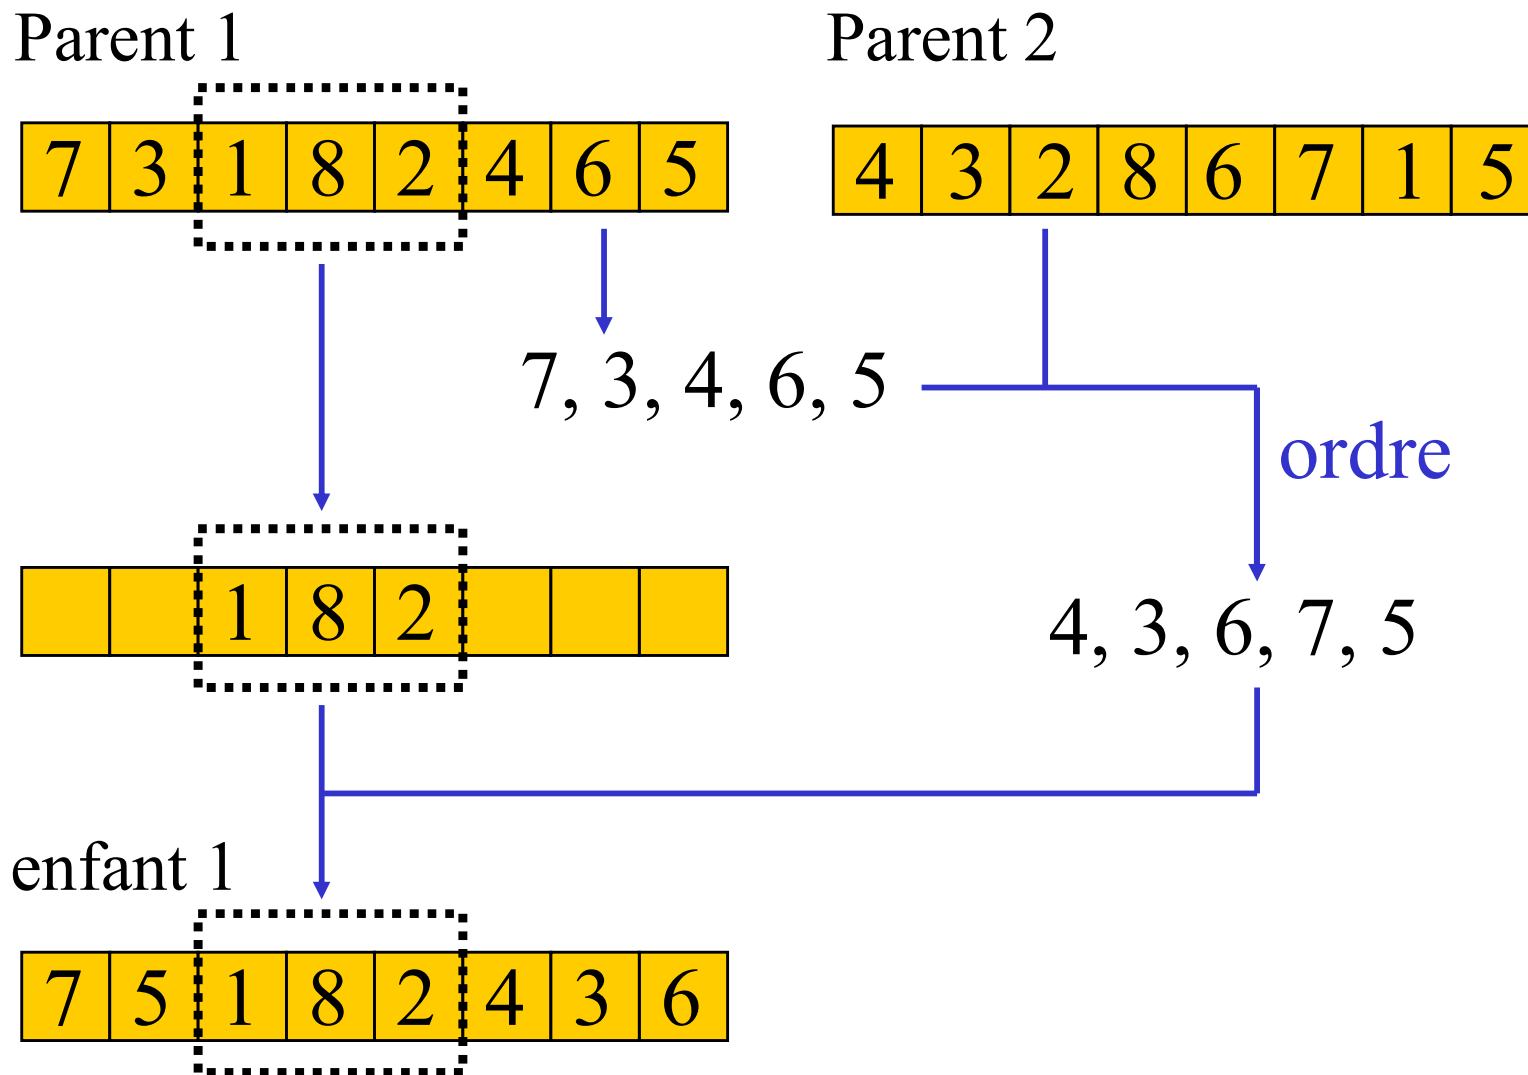 Parent 1
Parent 2
7 3 1 8 2 4 6 5
4 3 2 8 6 7 1 5
7, 3, 4, 6, 5
ordre
1 8 2
4, 3, 6, 7, 5
enfant 1
7 5 1 8 2 4 3 6